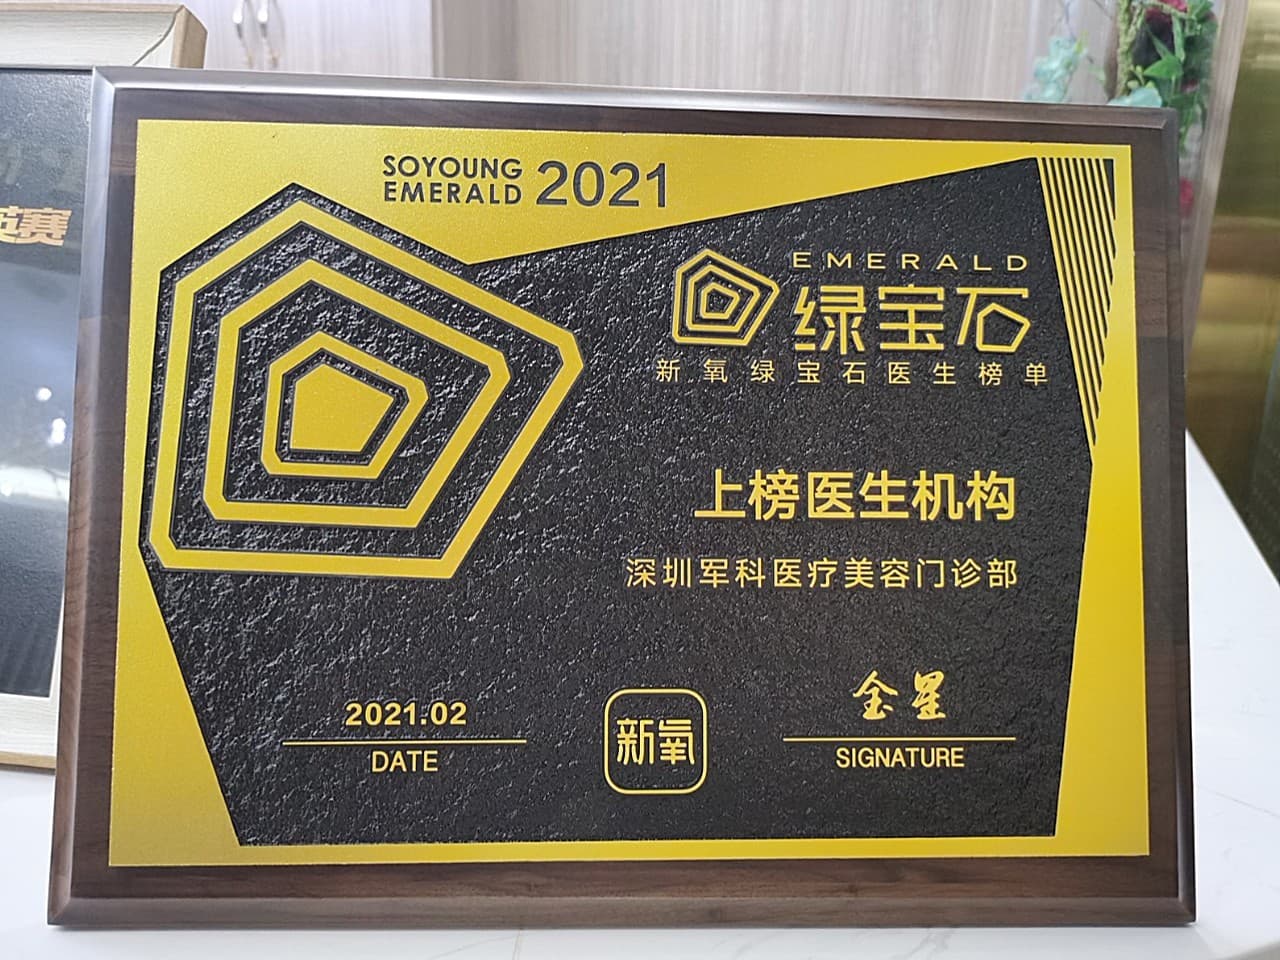 SOYOUNG
EMERALD 2021
EMERALD
绿宝石
新氧绿宝石医生榜单
上榜医生机构
深圳军科医疗美容门诊部
2021.02
DATE
新氧
金星
SIGNATURE
英赛